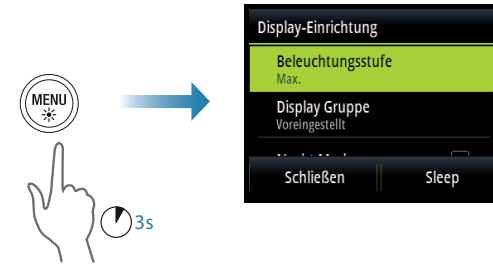 MENU
3s
Display-Einrichtung
Beleuchtungsstufe
Max.
Display Gruppe
Voreingestellt
Schließen
Sleep